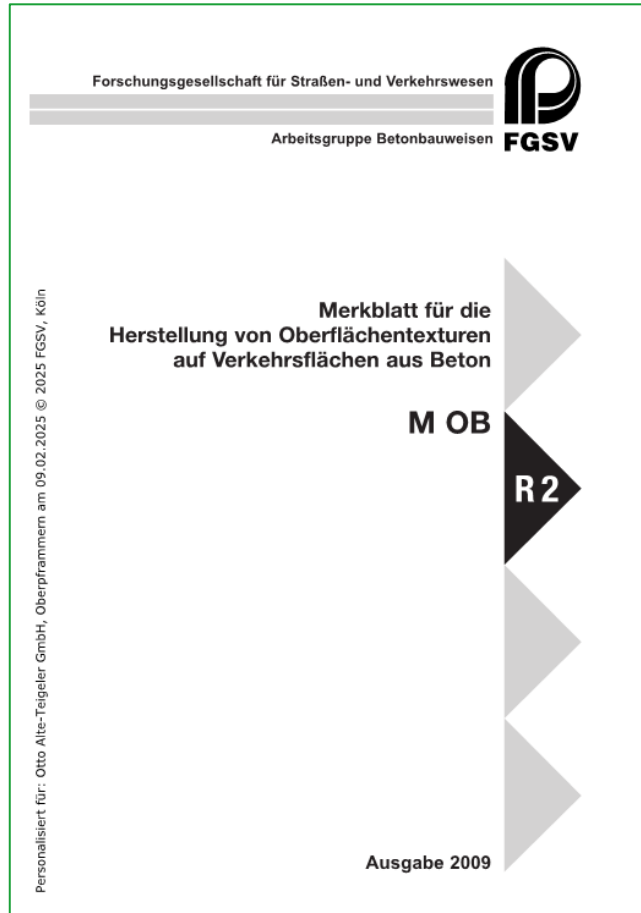 Forschungsgesellschaft für Straßen- und Verkehrswesen
Arbeitsgruppe Betonbauweisen
FGSV
Merkblatt für die
Herstellung von Oberflächentexturen
auf Verkehrsflächen aus Beton
M OB
R 2
Personalisiert für: Otto Alte-Teigeler GmbH, Oberpframmern am 09.02.2025 © 2025 FGSV, Köln
Ausgabe 2009